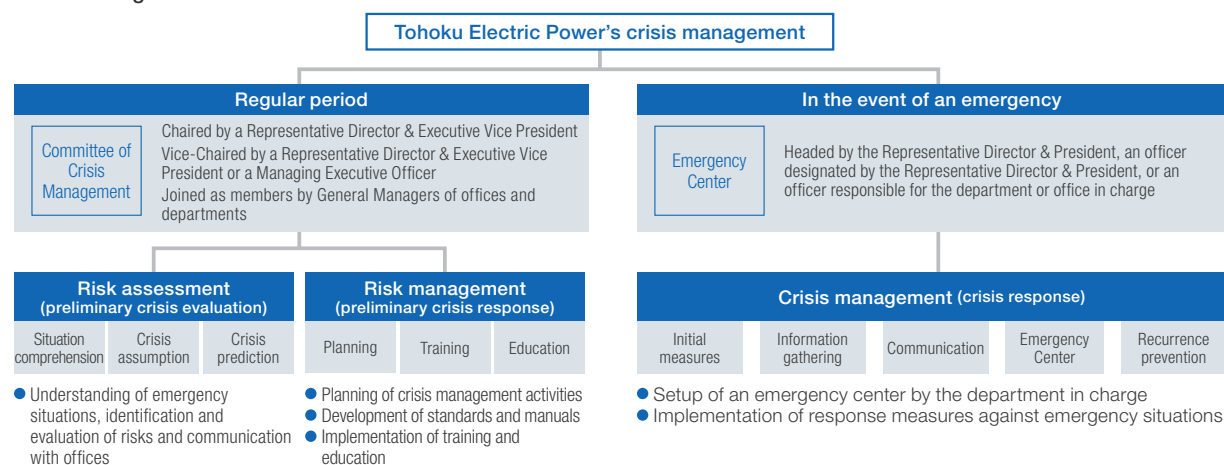 Tohoku Electric Power's crisis management
Regular period
Committee of
Crisis
Management
Chaired by a Representative Director & Executive Vice President
Vice-Chaired by a Representative Director & Executive Vice
President or a Managing Executive Officer
Joined as members by General Managers of offices and
departments
In the event of an emergency
Emergency
Center
Headed by the Representative Director & President, an officer
designated by the Representative Director & President, or an
officer responsible for the department or office in charge
Risk assessment
(preliminary crisis evaluation)
Situation
comprehension
Crisis
assumption
Crisis
prediction
● Understanding of emergency
situations, identification and
evaluation of risks and communication
with offices
Risk management
(preliminary crisis response)
Planning
Training
Education
● Planning of crisis management activities
● Development of standards and manuals
● Implementation of training and
education
Crisis management (crisis response)
Initial
measures
Information
gathering
Communication
Emergency
Center
Recurrence
prevention
● Setup of an emergency center by the department in charge
● Implementation of response measures against emergency situations